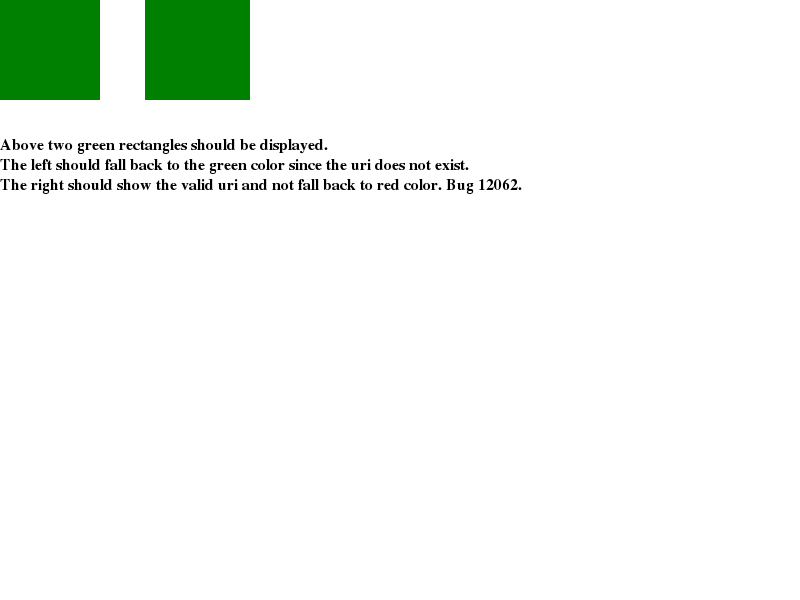 Above two green rectangles should be displayed.
The left should fall back to the green color since the uri does not exist.
The right should show the valid uri and not fall back to red color. Bug 12062.